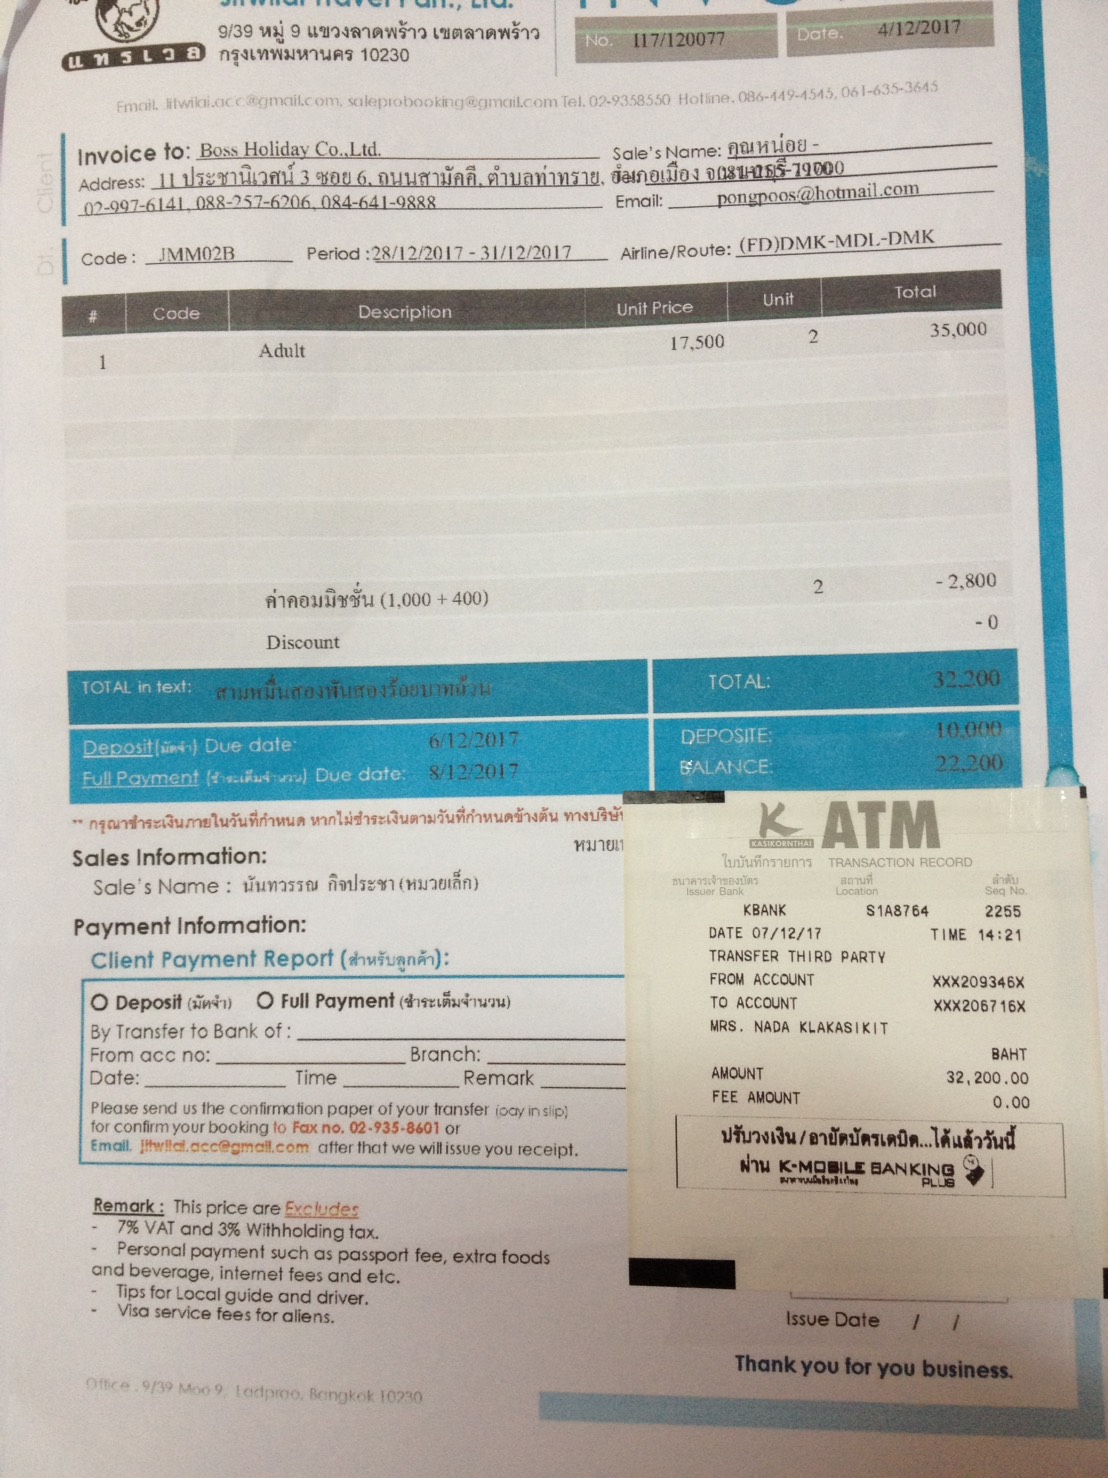 Jitwilai Travel Part., Ltd.
9/39 หมู่ 9 แขวงลาดพร้าว เขตลาดพร้าว
กรุงเทพมหานคร 10230
แทรเวล
No. I17/120077
Date. 4/12/2017
Email. Jitwilai.acc@gmail.com, saleprobooking@gmail.com Tel. 02-9358550 Hotline. 086-449-4545, 061-635-3645
Client
Invoice to: Boss Holiday Co.,Ltd.
Sale's Name: คุณหน่อย -
Address: 11 ประชานิเวศน์ 3 ซอย 6, ถนนสามัคคี, ตำบลท่าทราย, อำเภอเมือง
02-997-6141, 088-257-6206, 084-641-9888
Email: pongpoos@hotmail.com
Code : JMM02B Period : 28/12/2017 - 31/12/2017 Airline/Route: (FD)DMK-MDL-DMK
# Code Description Unit Price Unit Total
1 Adult 17,500 2 35,000
ค่าคอมมิชชั่น (1,000 + 400) 2 - 2,800
Discount - 0
TOTAL in text: สามหมื่นสองพันสองร้อยบาทถ้วน TOTAL: 32,200
Deposit(มัดจำ) Due date: 6/12/2017 DEPOSITE: 10,000
Full Payment (ชำระเต็มจำนวน) Due date: 8/12/2017 BALANCE: 22,200
** กรุณาชำระเงินภายในวันที่กำหนด หากไม่ชำระเงินตามวันที่กำหนดข้างต้น ทางบริษั
Sales Information:
Sale's Name : นันทวรรณ กิจประชา (หมวยเล็ก)
Payment Information:
Client Payment Report (สำหรับลูกค้า):
O Deposit (มัดจำ) O Full Payment (ชำระเต็มจำนวน)
By Transfer to Bank of :
From acc no: Branch:
Date: Time Remark
Please send us the confirmation paper of your transfer (pay in slip)
for confirm your booking to Fax no. 02-935-8601 or
Email. jitwilai.acc@gmail.com after that we will issue you receipt.
Remark : This price are Excludes
- 7% VAT and 3% Withholding tax.
- Personal payment such as passport fee, extra foods
and beverage, internet fees and etc.
- Tips for Local guide and driver.
- Visa service fees for aliens.
Office : 9/39 Moo 9, Ladprao, Bangkok 10230
K ATM
KASIKORNTHAI
ใบบันทึกรายการ TRANSACTION RECORD
ธนาคารเจ้าของบัตร สถานที่ ลำดับ
Issuer Bank Location Seq No.
KBANK S1A8764 2255
DATE 07/12/17 TIME 14:21
TRANSFER THIRD PARTY
FROM ACCOUNT XXX209346X
TO ACCOUNT XXX206716X
MRS. NADA KLAKASIKIT
BAHT
AMOUNT 32,200.00
FEE AMOUNT 0.00
ปรับวงเงิน / อายัดบัตรเดบิต...ได้แล้ววันนี้
ผ่าน K-MOBILE BANKING
PLUS
Issue Date / /
Thank you for you business.